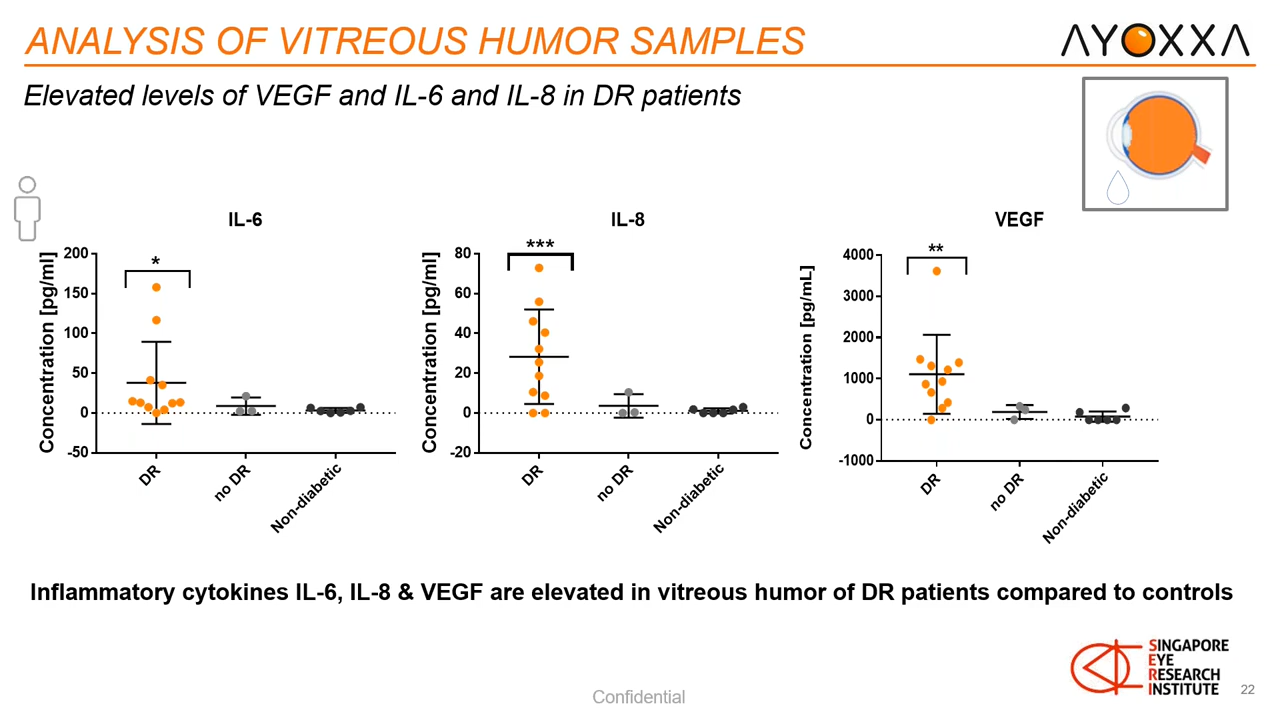 ANALYSIS OF VITREOUS HUMOR SAMPLES
AYOXXA
Elevated levels of VEGF and IL-6 and IL-8 in DR patients
IL-6
Concentration [pg/ml]
200
150
100
50
0
-50
*
DR
no DR
Non-diabetic
IL-8
Concentration [pg/ml]
80
60
40
20
0
-20
***
DR
no DR
Non-diabetic
VEGF
Concentration [pg/mL]
4000
3000
2000
1000
0
-1000
**
DR
no DR
Non-diabetic
Inflammatory cytokines IL-6, IL-8 & VEGF are elevated in vitreous humor of DR patients compared to controls
SINGAPORE
EYE
RESEARCH
INSTITUTE
Confidential
22